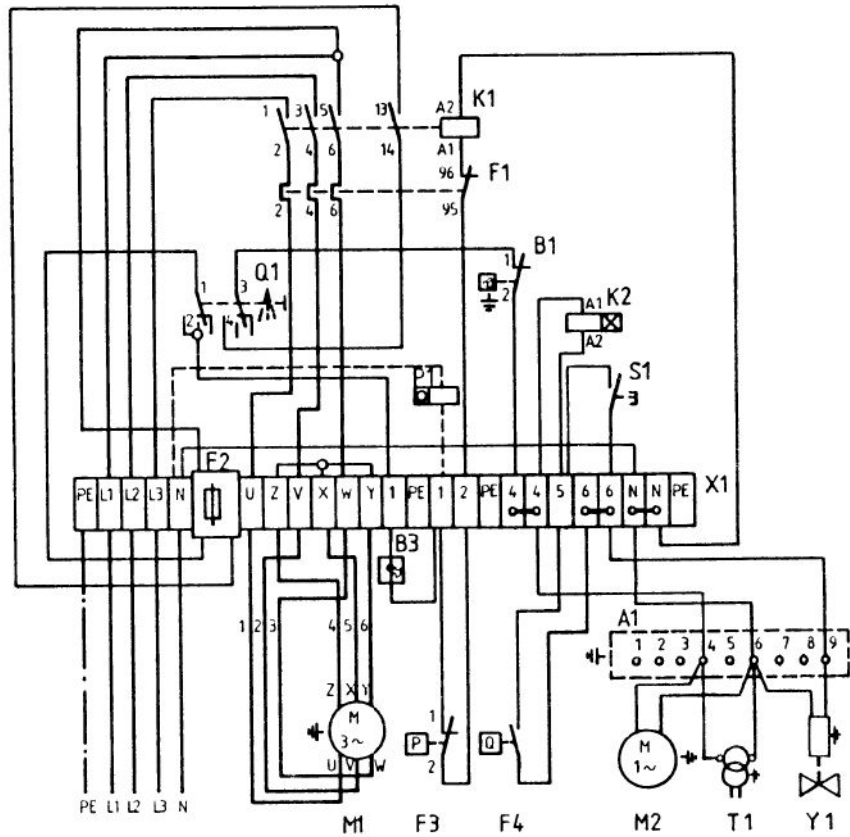 K1
A2
A1
1 3 5 13
2 4 6 14
96 F1
95
2 4 6
1 3 Q1
2 4
1 B1
2
A1 K2
A2
S1
F2
PE L1 L2 L3 N U Z V X W Y 1 PE 1 2 PE 4 4 5 6 6 N N PE X1
B3
1 2 3 4 5 6
A1
1 2 3 4 5 6 7 8 9
Z X Y
M
3~
U V W
1
P
2
Q
M
1~
PE L1 L2 L3 N
M1 F3 F4 M2 T1 Y1